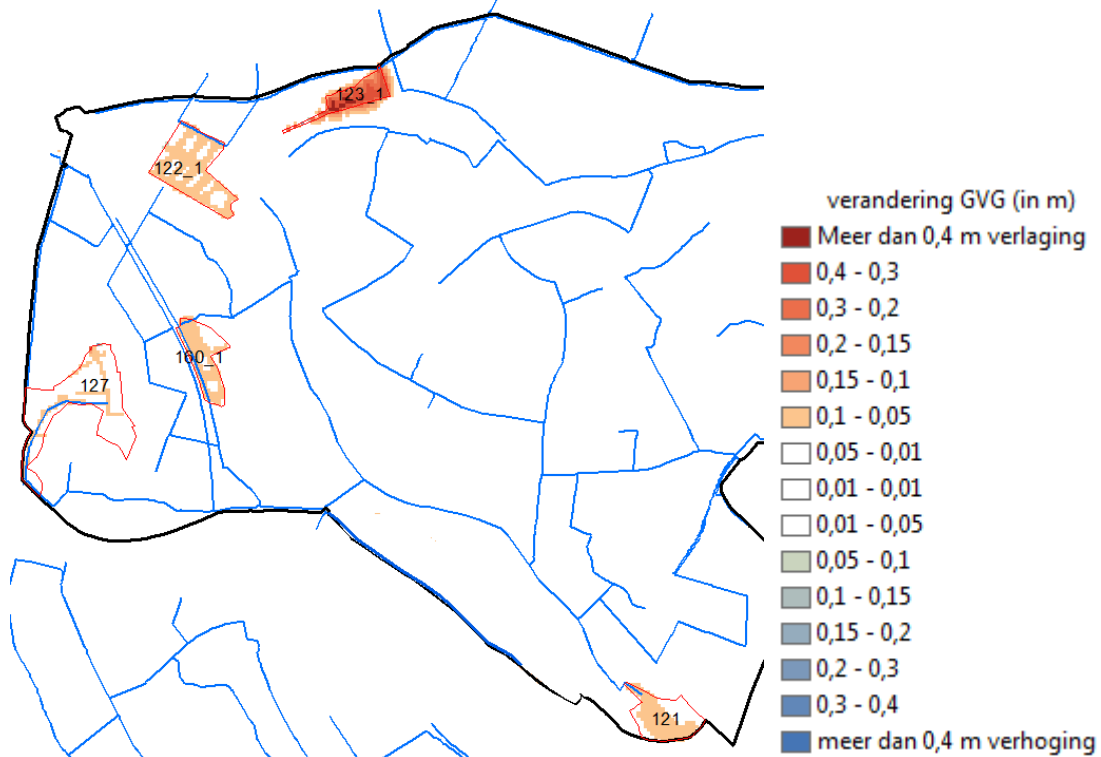 123_1
122_1
160_1
127
121
verandering GVG (in m)
Meer dan 0,4 m verlaging
0,4 - 0,3
0,3 - 0,2
0,2 - 0,15
0,15 - 0,1
0,1 - 0,05
0,05 - 0,01
0,01 - 0,01
0,01 - 0,05
0,05 - 0,1
0,1 - 0,15
0,15 - 0,2
0,2 - 0,3
0,3 - 0,4
meer dan 0,4 m verhoging